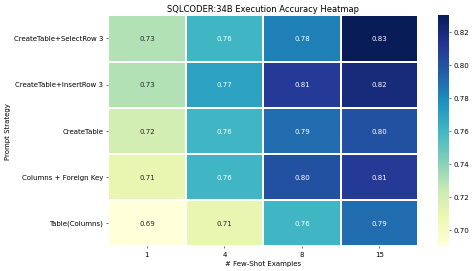 SQLCODER:34B Execution Accuracy Heatmap
Prompt Strategy
CreateTable+SelectRow 3
0.73 0.76 0.78 0.83
CreateTable+InsertRow 3
0.73 0.77 0.81 0.82
CreateTable
0.72 0.76 0.79 0.80
Columns + Foreign Key
0.71 0.76 0.80 0.81
Table(Columns)
0.69 0.71 0.76 0.79
1 4 8 15
# Few-Shot Examples
0.82
0.80
0.78
0.76
0.74
0.72
0.70